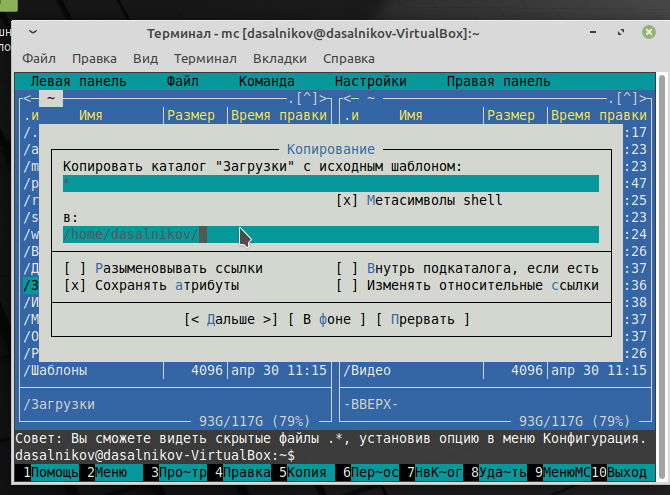 Терминал - mc [dasalnikov@dasalnikov-VirtualBox]:~
Файл Правка Вид Терминал Вкладки Справка
Левая панель Файл Команда Настройки Правая панель
<─ ~ .[^]> <─ ~ .[^]>
.и Имя Размер Время правки .и Имя Размер Время правки
/. :17
/a :23
/m :23
/p :47
/r :25
/s :23
/w :24
/В :26
/Д :37
/З :36
/И :38
/М :37
/О :37
/Р :26
Копирование
Копировать каталог "Загрузки" с исходным шаблоном:
*
[x] Метасимволы shell
в:
/home/dasalnikov/
[ ] Разыменовывать ссылки [ ] Внутрь подкаталога, если есть
[x] Сохранять атрибуты [ ] Изменять относительные ссылки
[< Дальше >] [ В фоне ] [ Прервать ]
/Шаблоны 4096 апр 30 11:15 /Видео 4096 апр 30 11:15
/Загрузки -ВВЕРХ-
93G/117G (79%) 93G/117G (79%)
Совет: Вы сможете видеть скрытые файлы .*, установив опцию в меню Конфигурация.
dasalnikov@dasalnikov-VirtualBox:~$
[^]
1Помощь 2Меню 3Про~тр 4Правка 5Копия 6Пер~ос 7НвК~ог 8Уда~ть 9МенюMC 10Выход